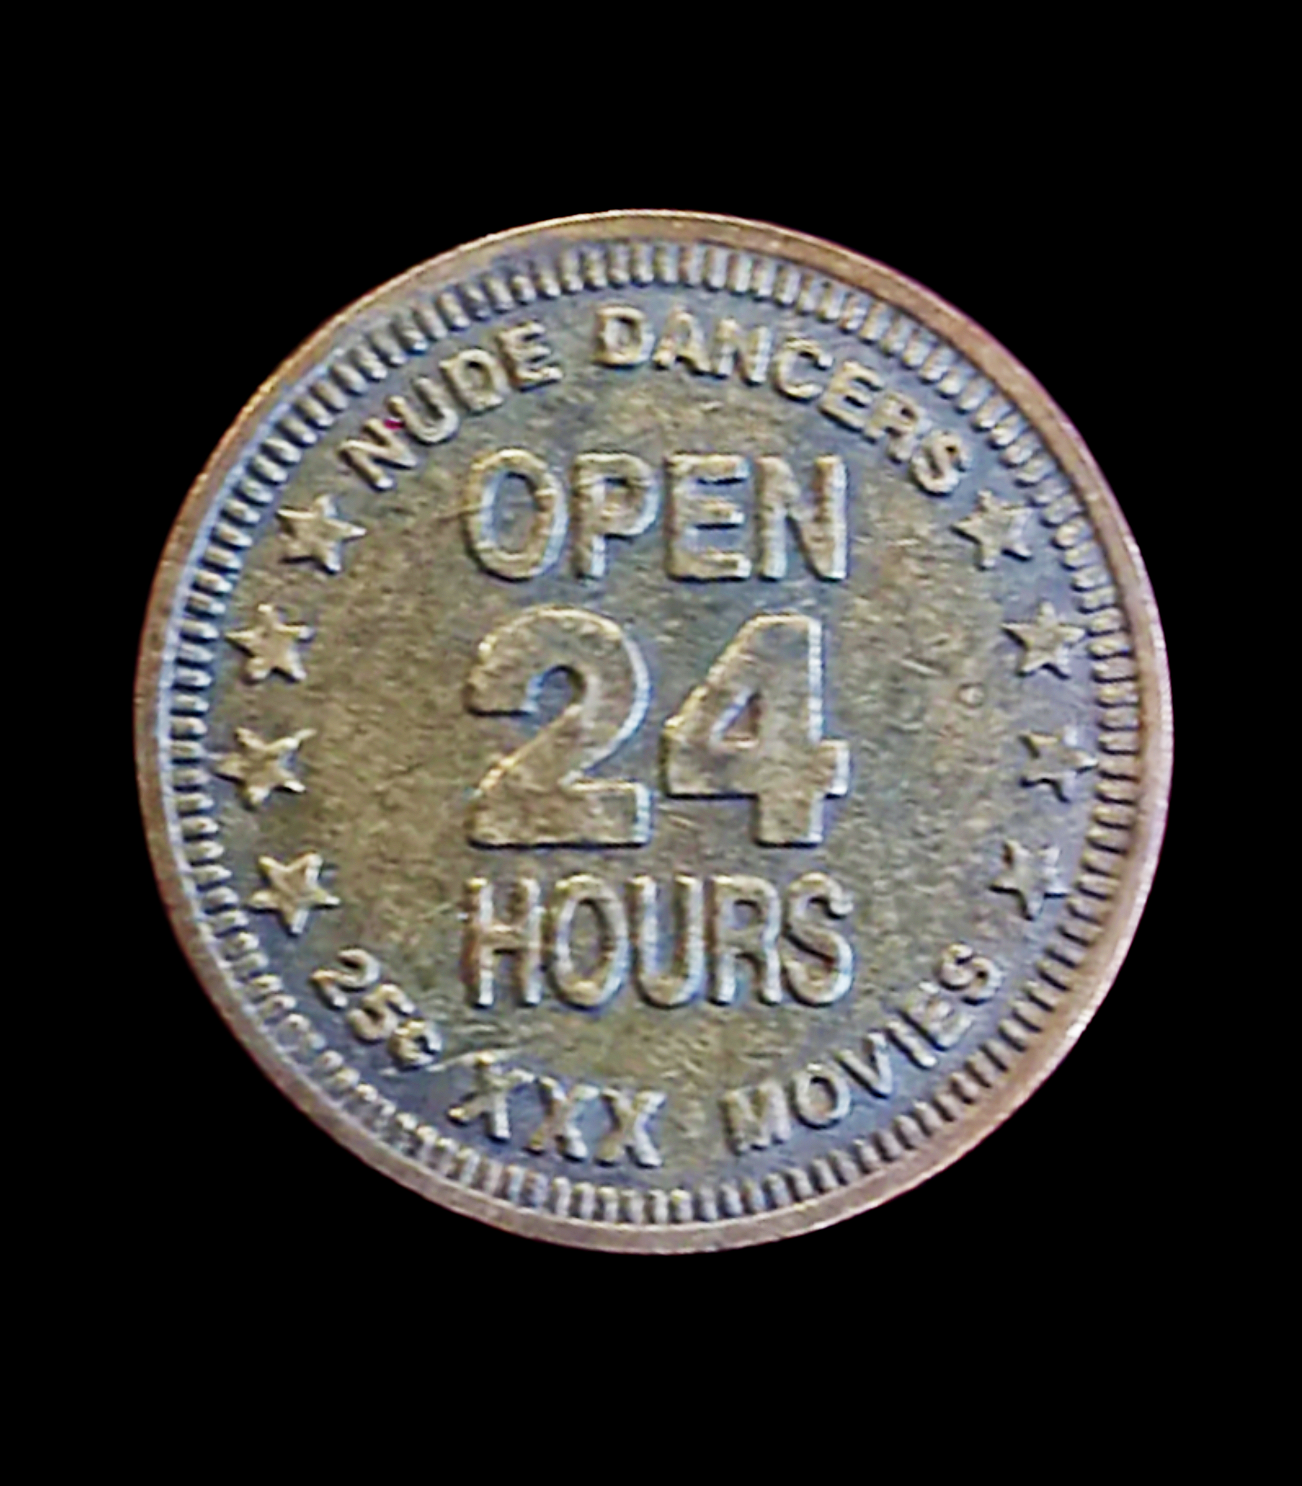 NUDE DANCERS
OPEN
24
HOURS
25¢ XXX MOVIES